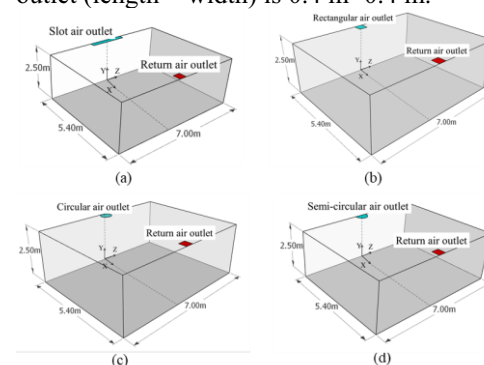 outlet (length × width) is 0.4 m×0.4 m.
Slot air outlet
Return air outlet
2.50m
Y
Z
X
5.40m
7.00m
(a)
Rectangular air outlet
Return air outlet
2.50m
Y
Z
X
5.40m
7.00m
(b)
Circular air outlet
Return air outlet
2.50m
Y
Z
X
5.40m
7.00m
(c)
Semi-circular air outlet
Return air outlet
2.50m
Y
Z
X
5.40m
7.00m
(d)